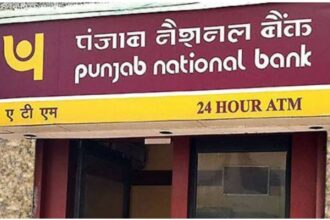 पंजाब नैशनल बैंक
punjab national bank
ए टी एम 24 HOUR ATM